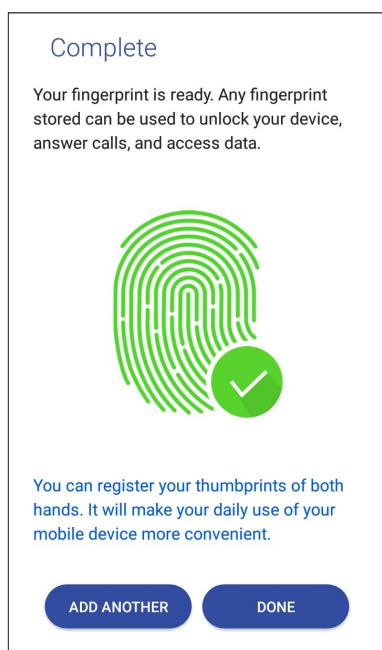 Complete
Your fingerprint is ready. Any fingerprint
stored can be used to unlock your device,
answer calls, and access data.
You can register your thumbprints of both
hands. It will make your daily use of your
mobile device more convenient.
ADD ANOTHER
DONE